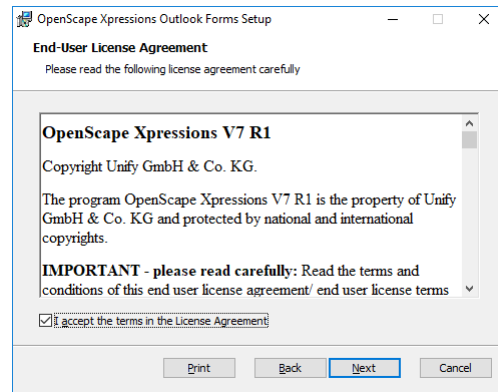 OpenScape Xpressions Outlook Forms Setup
End-User License Agreement
Please read the following license agreement carefully
OpenScape Xpressions V7 R1
Copyright Unify GmbH & Co. KG.
The program OpenScape Xpressions V7 R1 is the property of Unify
GmbH & Co. KG and protected by national and international
copyrights.
IMPORTANT - please read carefully: Read the terms and
conditions of this end user license agreement/ end user license terms
I accept the terms in the License Agreement
Print Back Next Cancel